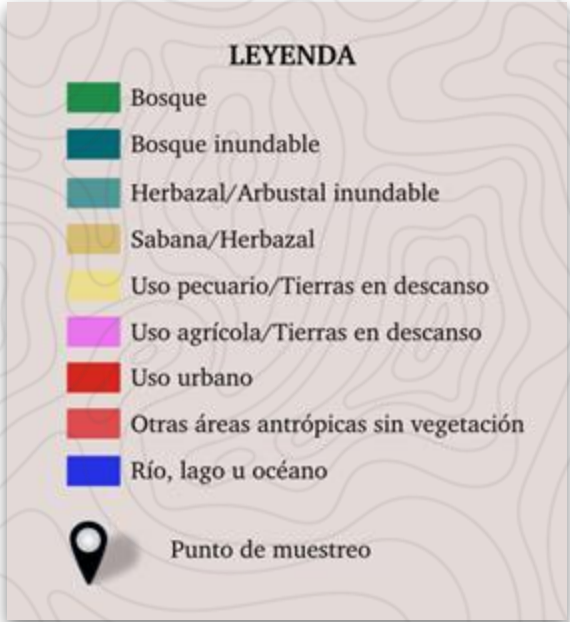 LEYENDA
Bosque
Bosque inundable
Herbazal/Arbustal inundable
Sabana/Herbazal
Uso pecuario/Tierras en descanso
Uso agrícola/Tierras en descanso
Uso urbano
Otras áreas antrópicas sin vegetación
Río, lago u océano
Punto de muestreo